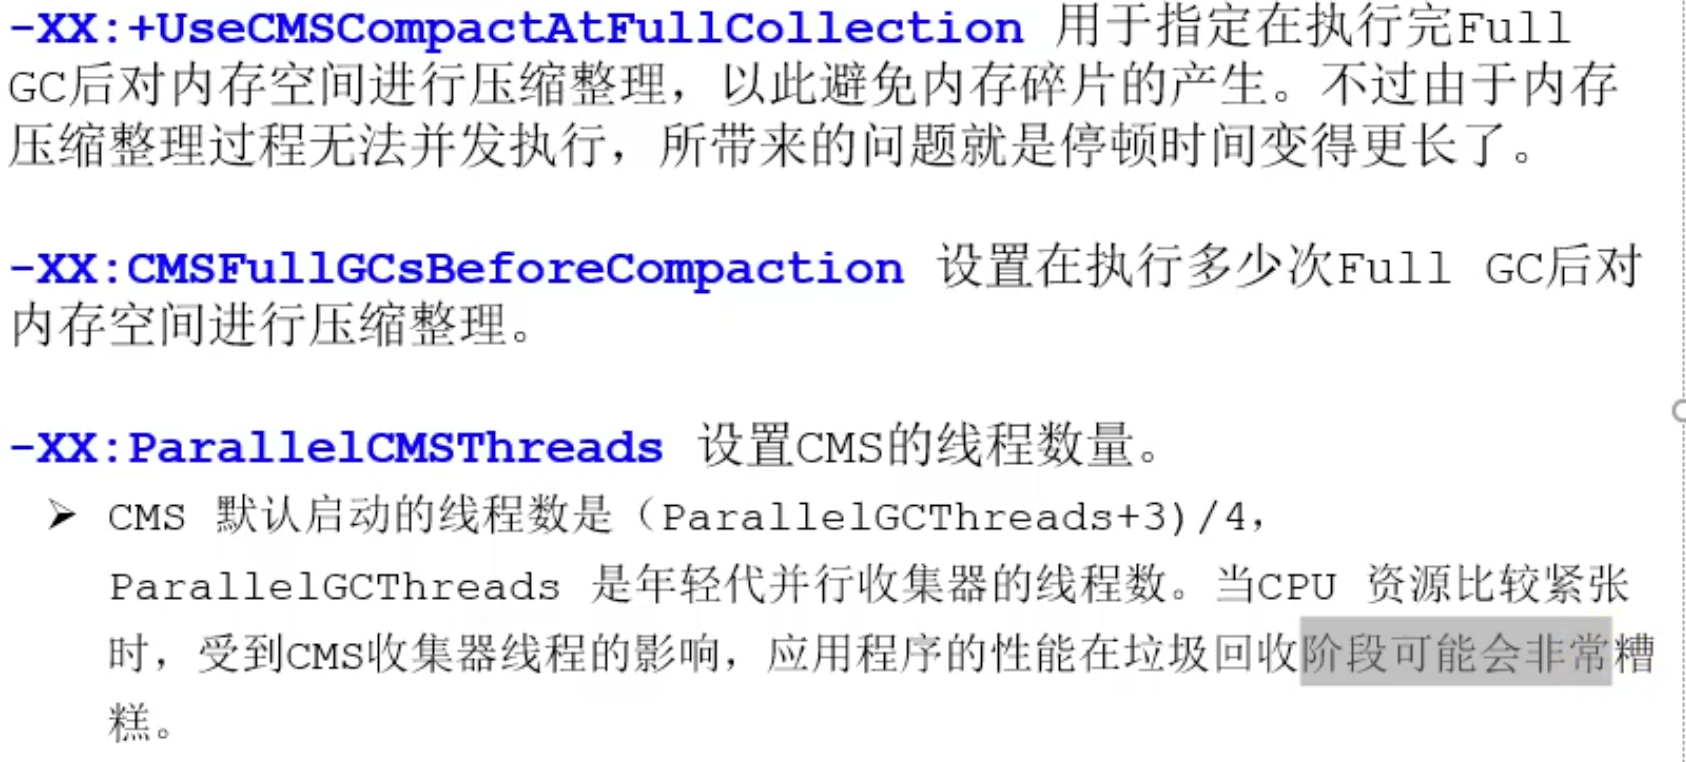 -XX:+UseCMSCompactAtFullCollection 用于指定在执行完Full
GC后对内存空间进行压缩整理，以此避免内存碎片的产生。不过由于内存
压缩整理过程无法并发执行，所带来的问题就是停顿时间变得更长了。
-XX:CMSFullGCsBeforeCompaction 设置在执行多少次Full GC后对
内存空间进行压缩整理。
-XX:ParallelCMSThreads 设置CMS的线程数量。
➢ CMS 默认启动的线程数是（ParallelGCThreads+3)/4，
ParallelGCThreads 是年轻代并行收集器的线程数。当CPU 资源比较紧张
时，受到CMS收集器线程的影响，应用程序的性能在垃圾回收阶段可能会非常糟
糕。